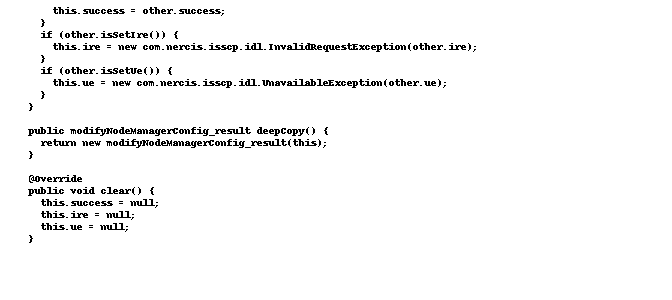 this.success = other.success;
}
if (other.isSetIre()) {
this.ire = new com.nercis.isscp.idl.InvalidRequestException(other.ire);
}
if (other.isSetUe()) {
this.ue = new com.nercis.isscp.idl.UnavailableException(other.ue);
}
}
public modifyNodeManagerConfig_result deepCopy() {
return new modifyNodeManagerConfig_result(this);
}
@Override
public void clear() {
this.success = null;
this.ire = null;
this.ue = null;
}